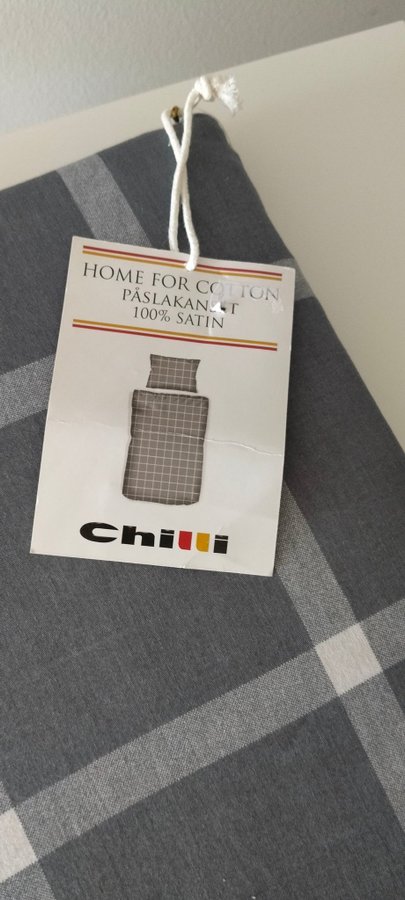 HOME FOR COTTON
PÅSLAKANSET
100% SATIN
Chilli